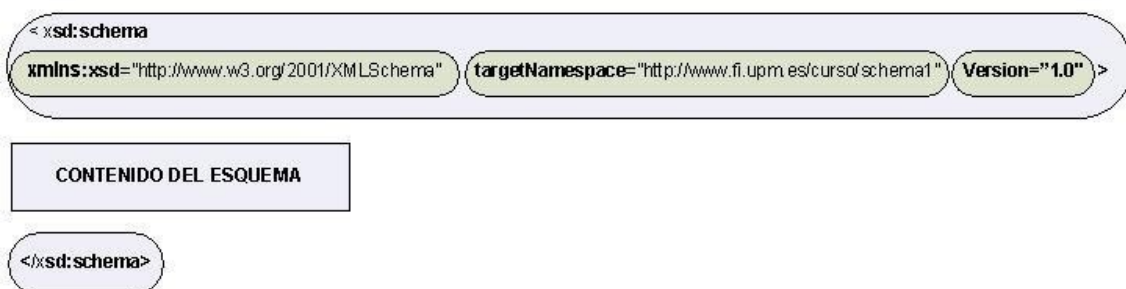 < xsd:schema
xmlns:xsd="http://www.w3.org/2001/XMLSchema" targetNamespace="http://www.fi.upm.es/curso/schema1" Version="1.0" >
CONTENIDO DEL ESQUEMA
</xsd:schema>